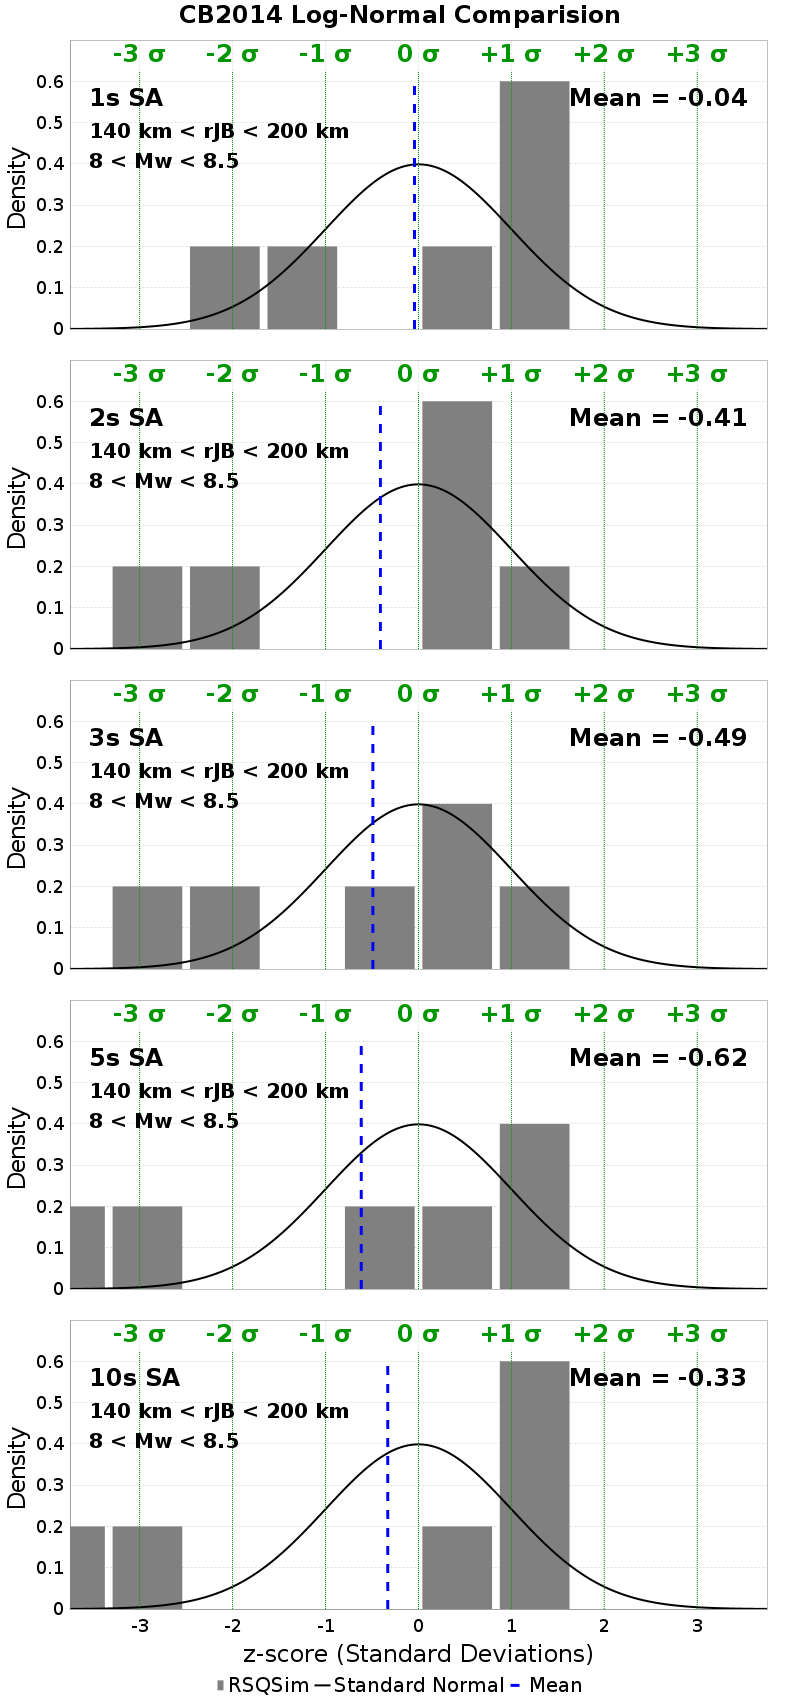 CB2014 Log-Normal Comparision
-3 σ -2 σ -1 σ 0 σ +1 σ +2 σ +3 σ
0.6
1s SA Mean = -0.04
0.5
140 km < rJB < 200 km
8 < Mw < 8.5
0.4
0.3
0.2
0.1
0
Density
-3 σ -2 σ -1 σ 0 σ +1 σ +2 σ +3 σ
0.6
2s SA Mean = -0.41
0.5
140 km < rJB < 200 km
8 < Mw < 8.5
0.4
0.3
0.2
0.1
0
Density
-3 σ -2 σ -1 σ 0 σ +1 σ +2 σ +3 σ
0.6
3s SA Mean = -0.49
0.5
140 km < rJB < 200 km
8 < Mw < 8.5
0.4
0.3
0.2
0.1
0
Density
-3 σ -2 σ -1 σ 0 σ +1 σ +2 σ +3 σ
0.6
5s SA Mean = -0.62
0.5
140 km < rJB < 200 km
8 < Mw < 8.5
0.4
0.3
0.2
0.1
0
Density
-3 σ -2 σ -1 σ 0 σ +1 σ +2 σ +3 σ
0.6
10s SA Mean = -0.33
0.5
140 km < rJB < 200 km
8 < Mw < 8.5
0.4
0.3
0.2
0.1
0
Density
-3 -2 -1 0 1 2 3
z-score (Standard Deviations)
RSQSim Standard Normal Mean